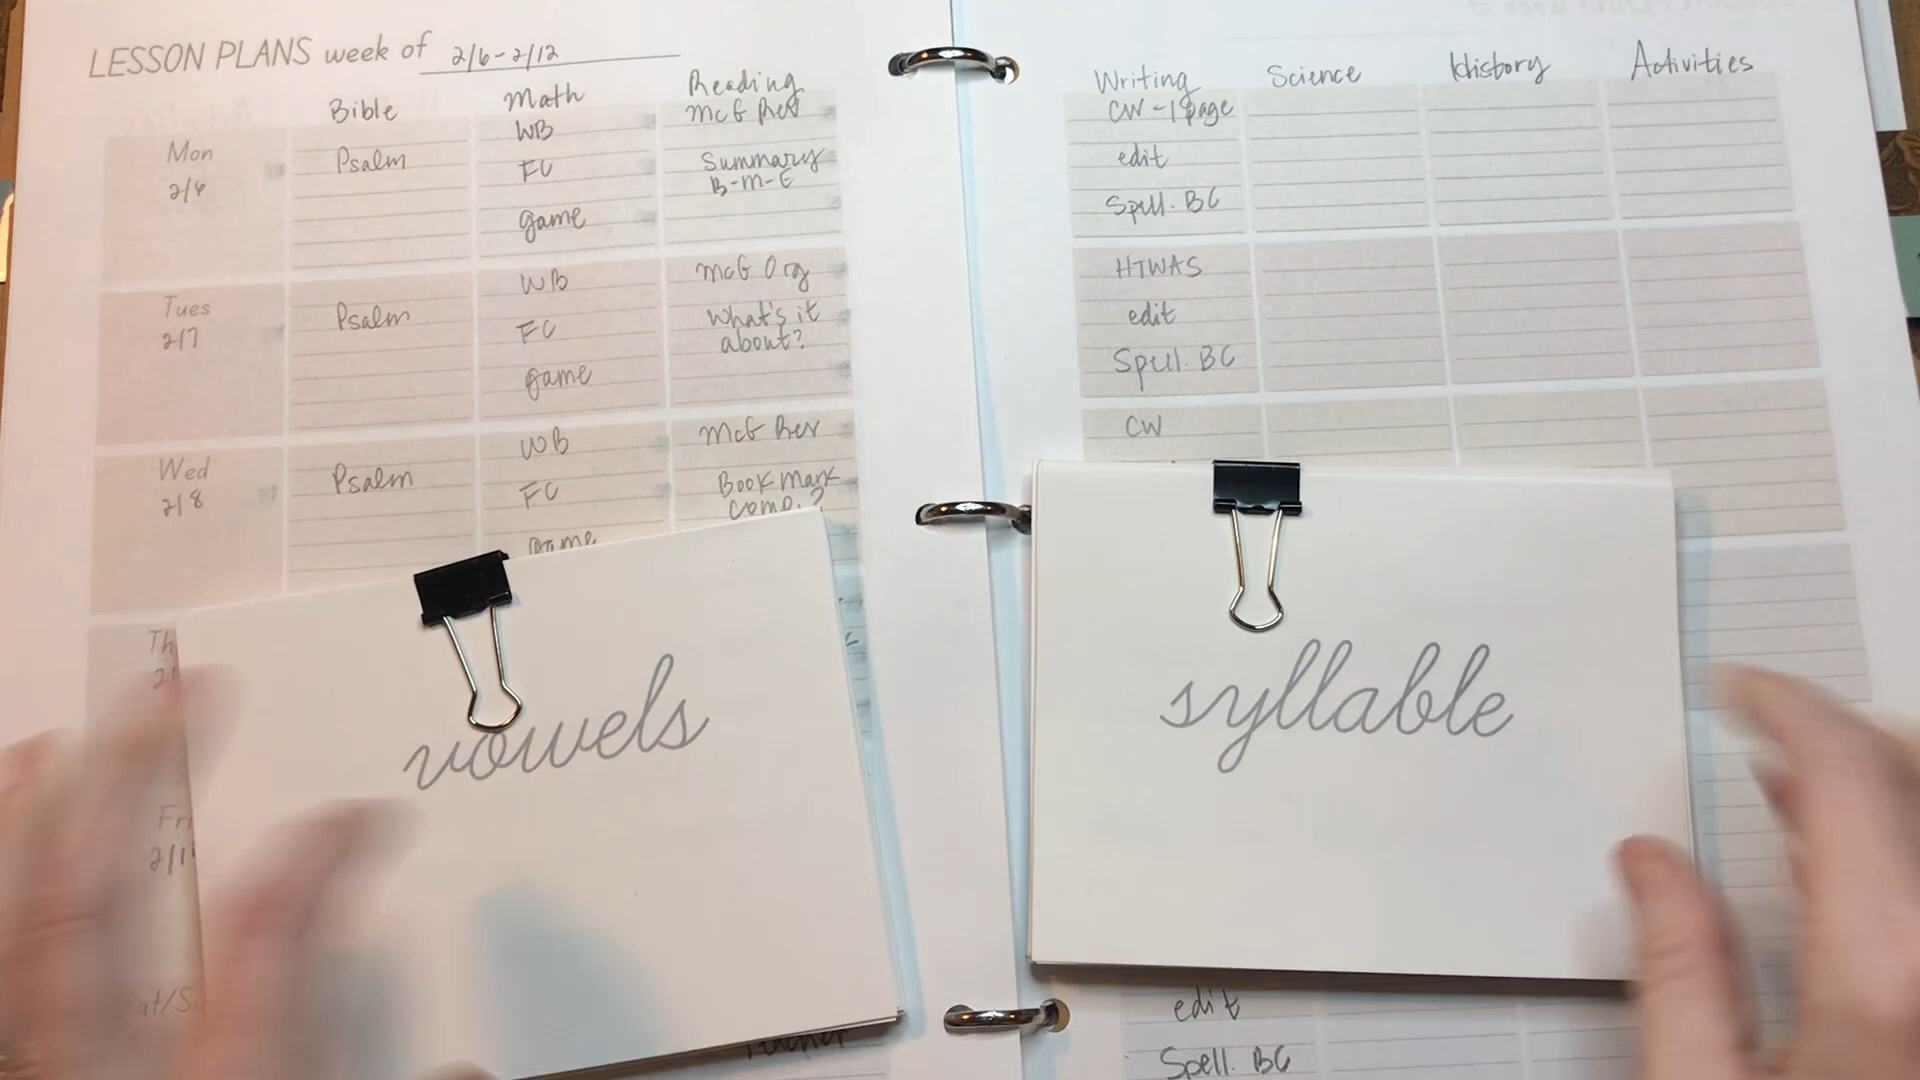 LESSON PLANS week of 2/6-2/12
Bible
Math
Reading
Mon
2/6
Psalm
WB
FC
game
McG Rev
Summary
B-M-E
Tues
2/7
Psalm
WB
FC
game
McG Org
What's it
about?
Wed
2/8
Psalm
WB
FC
game
McG Rev
Book Mark
comp.?
Th
Fri
vowels
Writing
Science
History
Activities
CW -1 page
edit
Spell. BC
HTWAS
edit
Spell. BC
CW
syllable
edit
Spell. BC